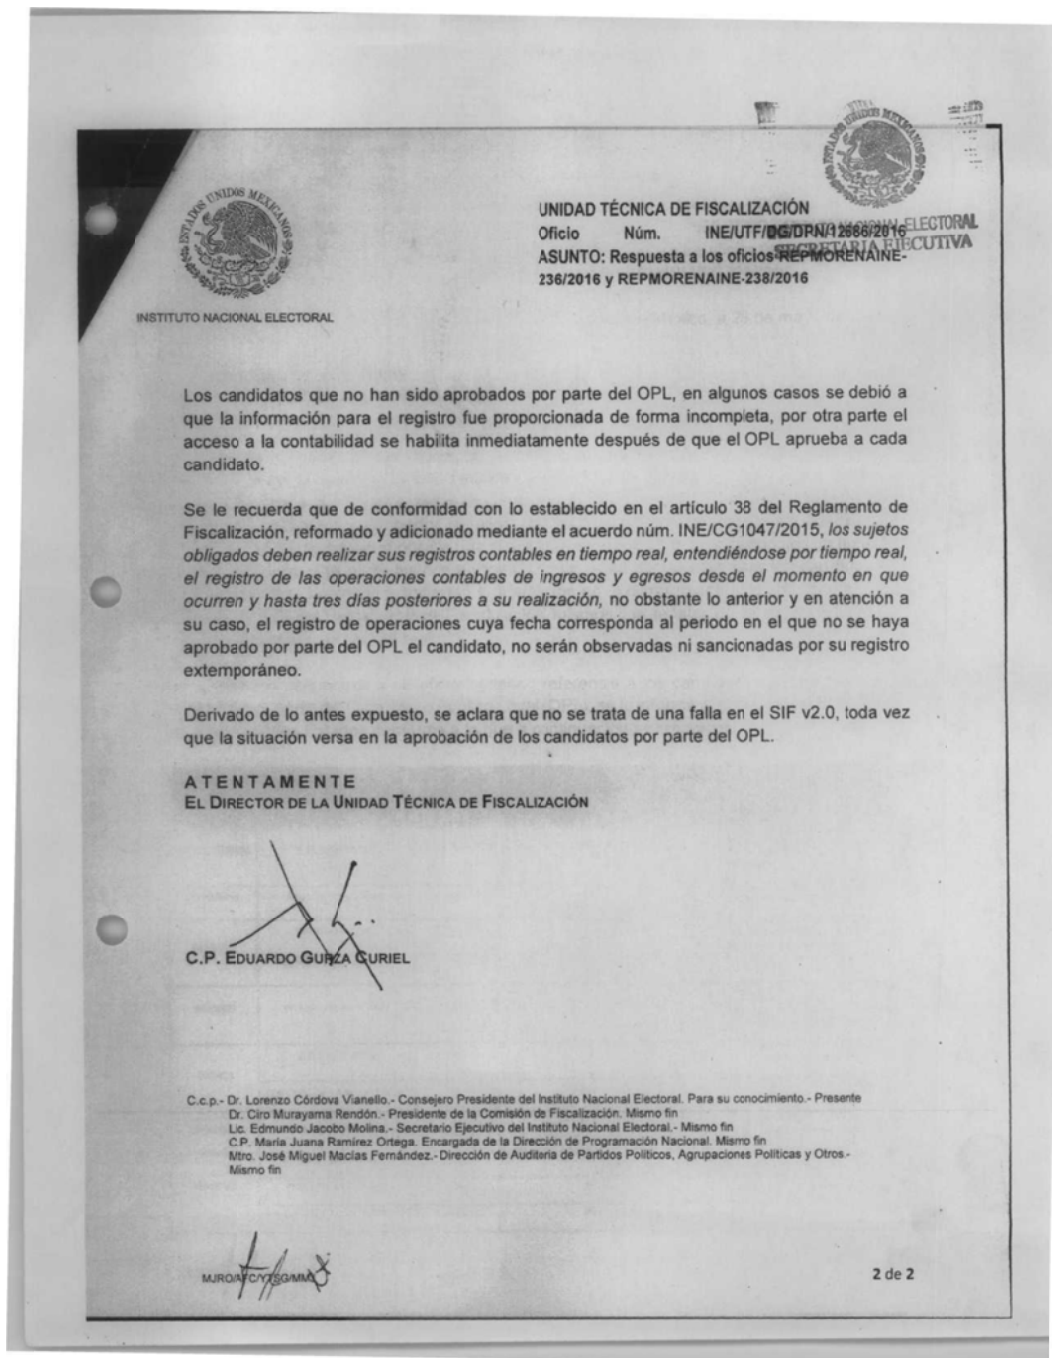 ESTADOS UNIDOS MEXICANOS
ESTADOS UNIDOS MEXICANOS
INSTITUTO NACIONAL ELECTORAL
UNIDAD TÉCNICA DE FISCALIZACIÓN
Oficio Núm. INE/UTF/DG/DPN/12686/2016
ASUNTO: Respuesta a los oficios REPMORENAINE-
236/2016 y REPMORENAINE-238/2016
NACIONAL ELECTORAL
SECRETARIA EJECUTIVA
Los candidatos que no han sido aprobados por parte del OPL, en algunos casos se debió a
que la información para el registro fue proporcionada de forma incompleta, por otra parte el
acceso a la contabilidad se habilita inmediatamente después de que el OPL aprueba a cada
candidato.
Se le recuerda que de conformidad con lo establecido en el artículo 38 del Reglamento de
Fiscalización, reformado y adicionado mediante el acuerdo núm. INE/CG1047/2015, los sujetos
obligados deben realizar sus registros contables en tiempo real, entendiéndose por tiempo real,
el registro de las operaciones contables de ingresos y egresos desde el momento en que
ocurren y hasta tres días posteriores a su realización, no obstante lo anterior y en atención a
su caso, el registro de operaciones cuya fecha corresponda al periodo en el que no se haya
aprobado por parte del OPL el candidato, no serán observadas ni sancionadas por su registro
extemporáneo.
Derivado de lo antes expuesto, se aclara que no se trata de una falla en el SIF v2.0, toda vez
que la situación versa en la aprobación de los candidatos por parte del OPL.
ATENTAMENTE
EL DIRECTOR DE LA UNIDAD TÉCNICA DE FISCALIZACIÓN
C.P. EDUARDO GURZA CURIEL
C.c.p.- Dr. Lorenzo Córdova Vianello.- Consejero Presidente del Instituto Nacional Electoral. Para su conocimiento.- Presente
Dr. Ciro Murayama Rendón.- Presidente de la Comisión de Fiscalización. Mismo fin
Lic. Edmundo Jacobo Molina.- Secretario Ejecutivo del Instituto Nacional Electoral.- Mismo fin
C.P. María Juana Ramírez Ortega. Encargada de la Dirección de Programación Nacional. Mismo fin
Mtro. José Miguel Macías Fernández.- Dirección de Auditoría de Partidos Políticos, Agrupaciones Políticas y Otros.-
Mismo fin
2 de 2